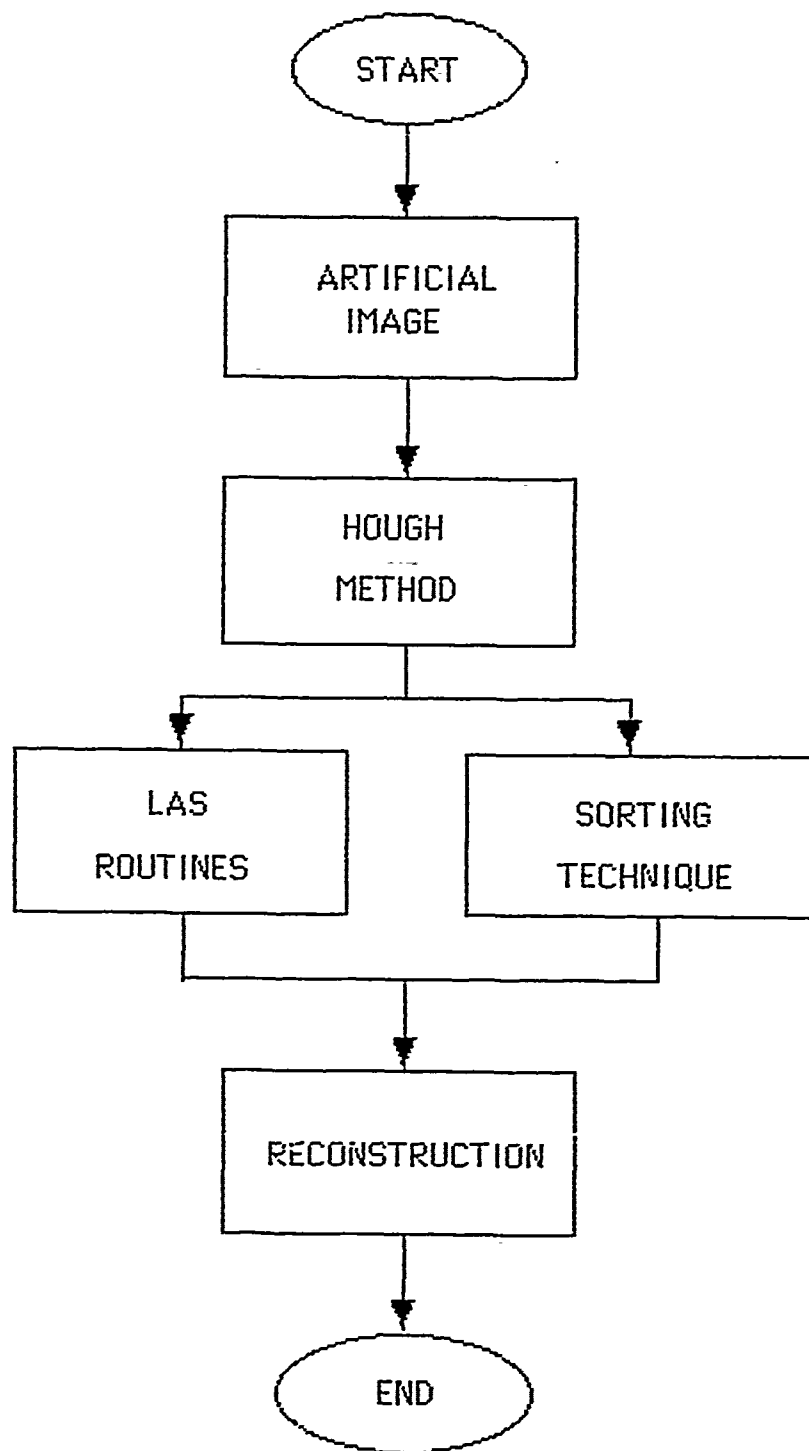 START
ARTIFICIAL
IMAGE
HOUGH
METHOD
LAS
ROUTINES
SORTING
TECHNIQUE
RECONSTRUCTION
END